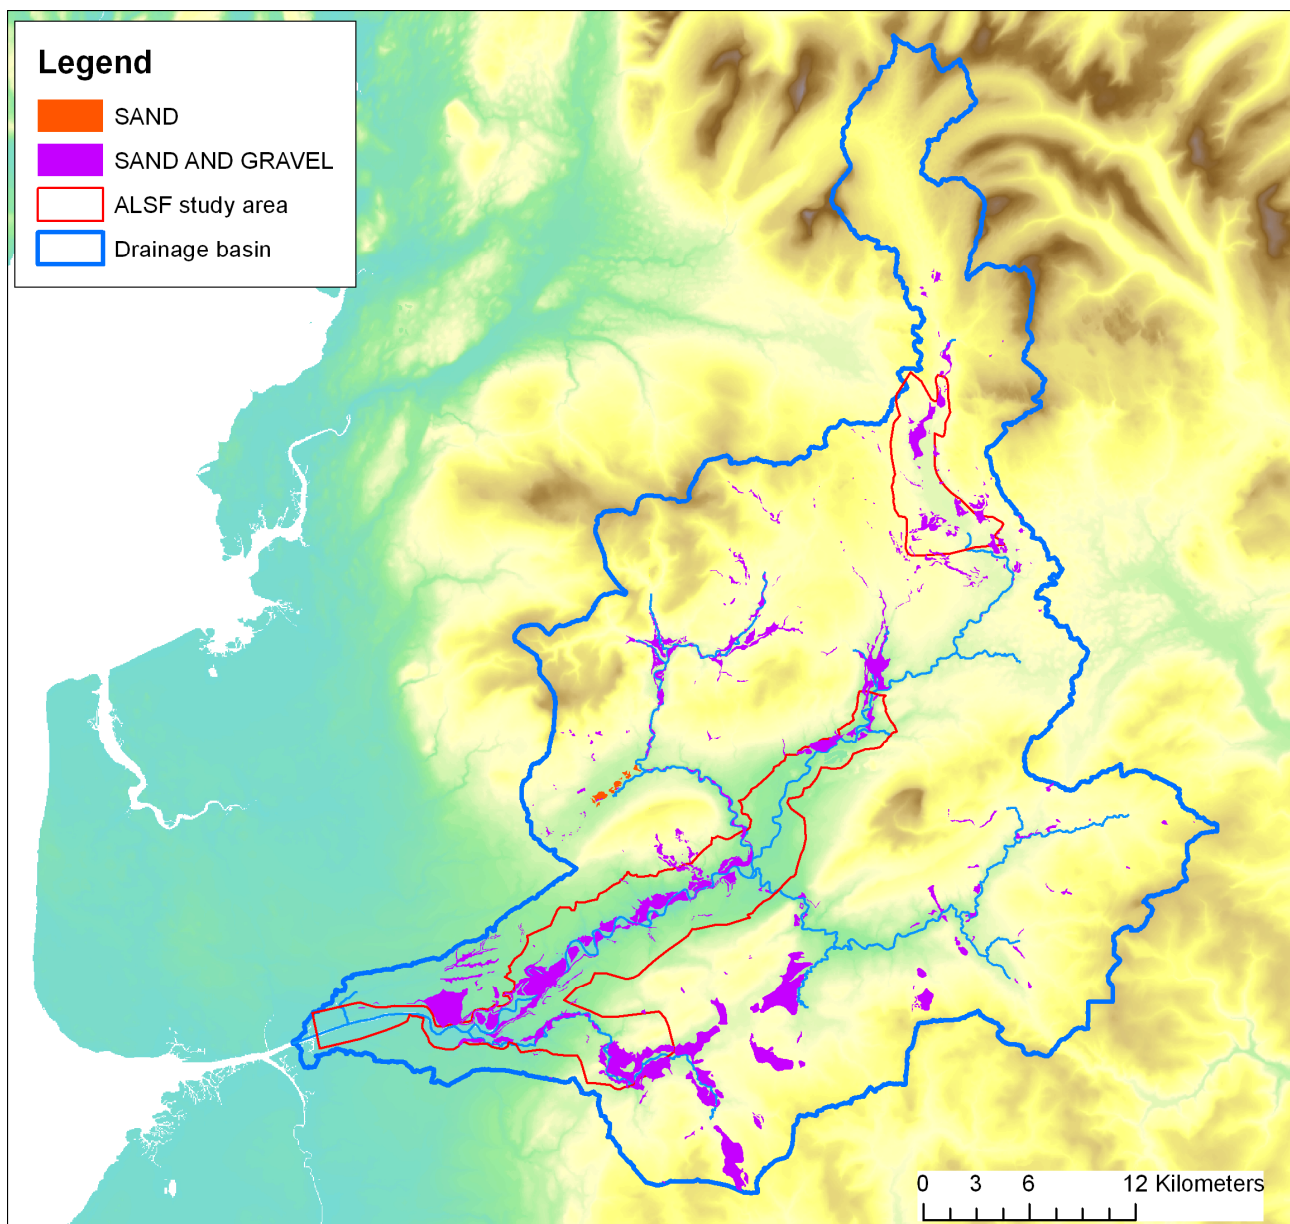 Legend
SAND
SAND AND GRAVEL
ALSF study area
Drainage basin
0 3 6 12 Kilometers